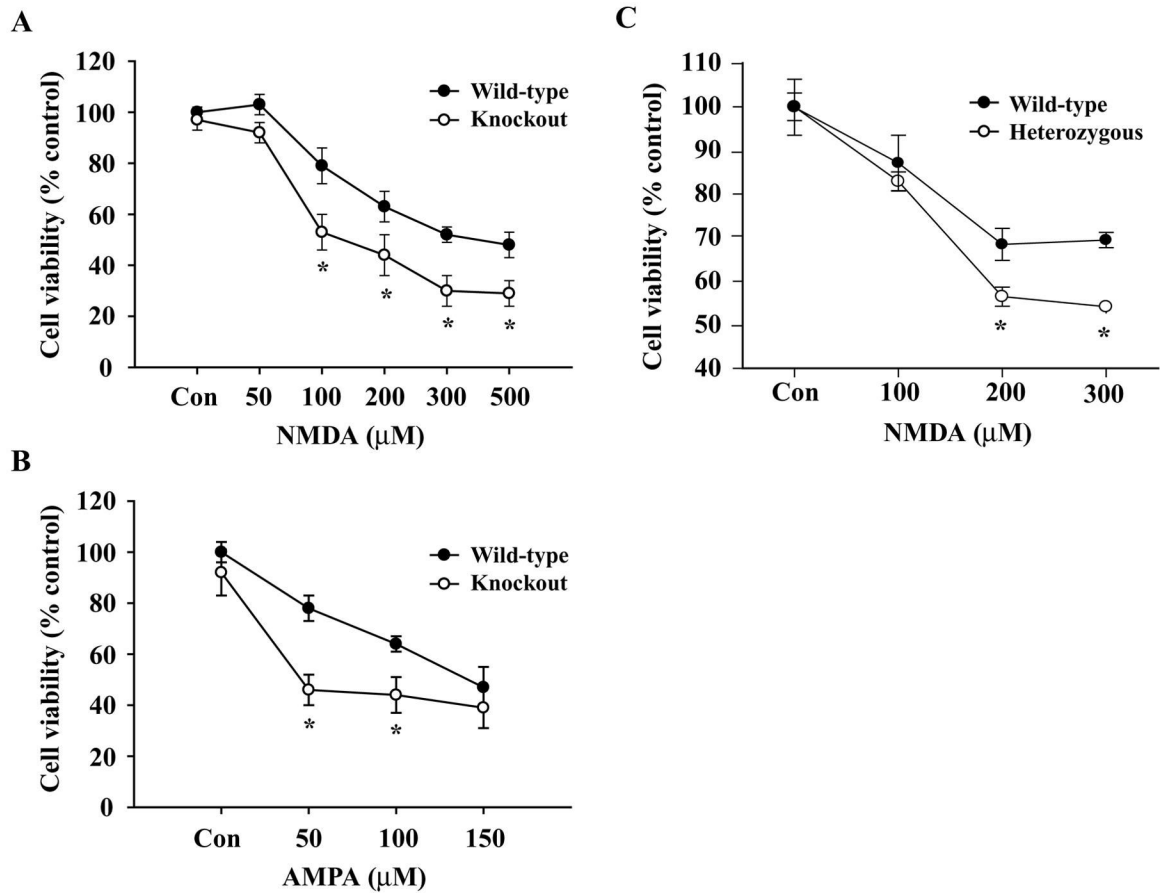 A
Cell viability (% control)
120
100
80
60
40
20
0
Wild-type
Knockout
*
*
*
*
Con 50 100 200 300 500
NMDA (μM)
B
Cell viability (% control)
120
100
80
60
40
20
0
Wild-type
Knockout
*
*
Con 50 100 150
AMPA (μM)
C
Cell viability (% control)
110
100
90
80
70
60
50
40
Wild-type
Heterozygous
*
*
Con 100 200 300
NMDA (μM)